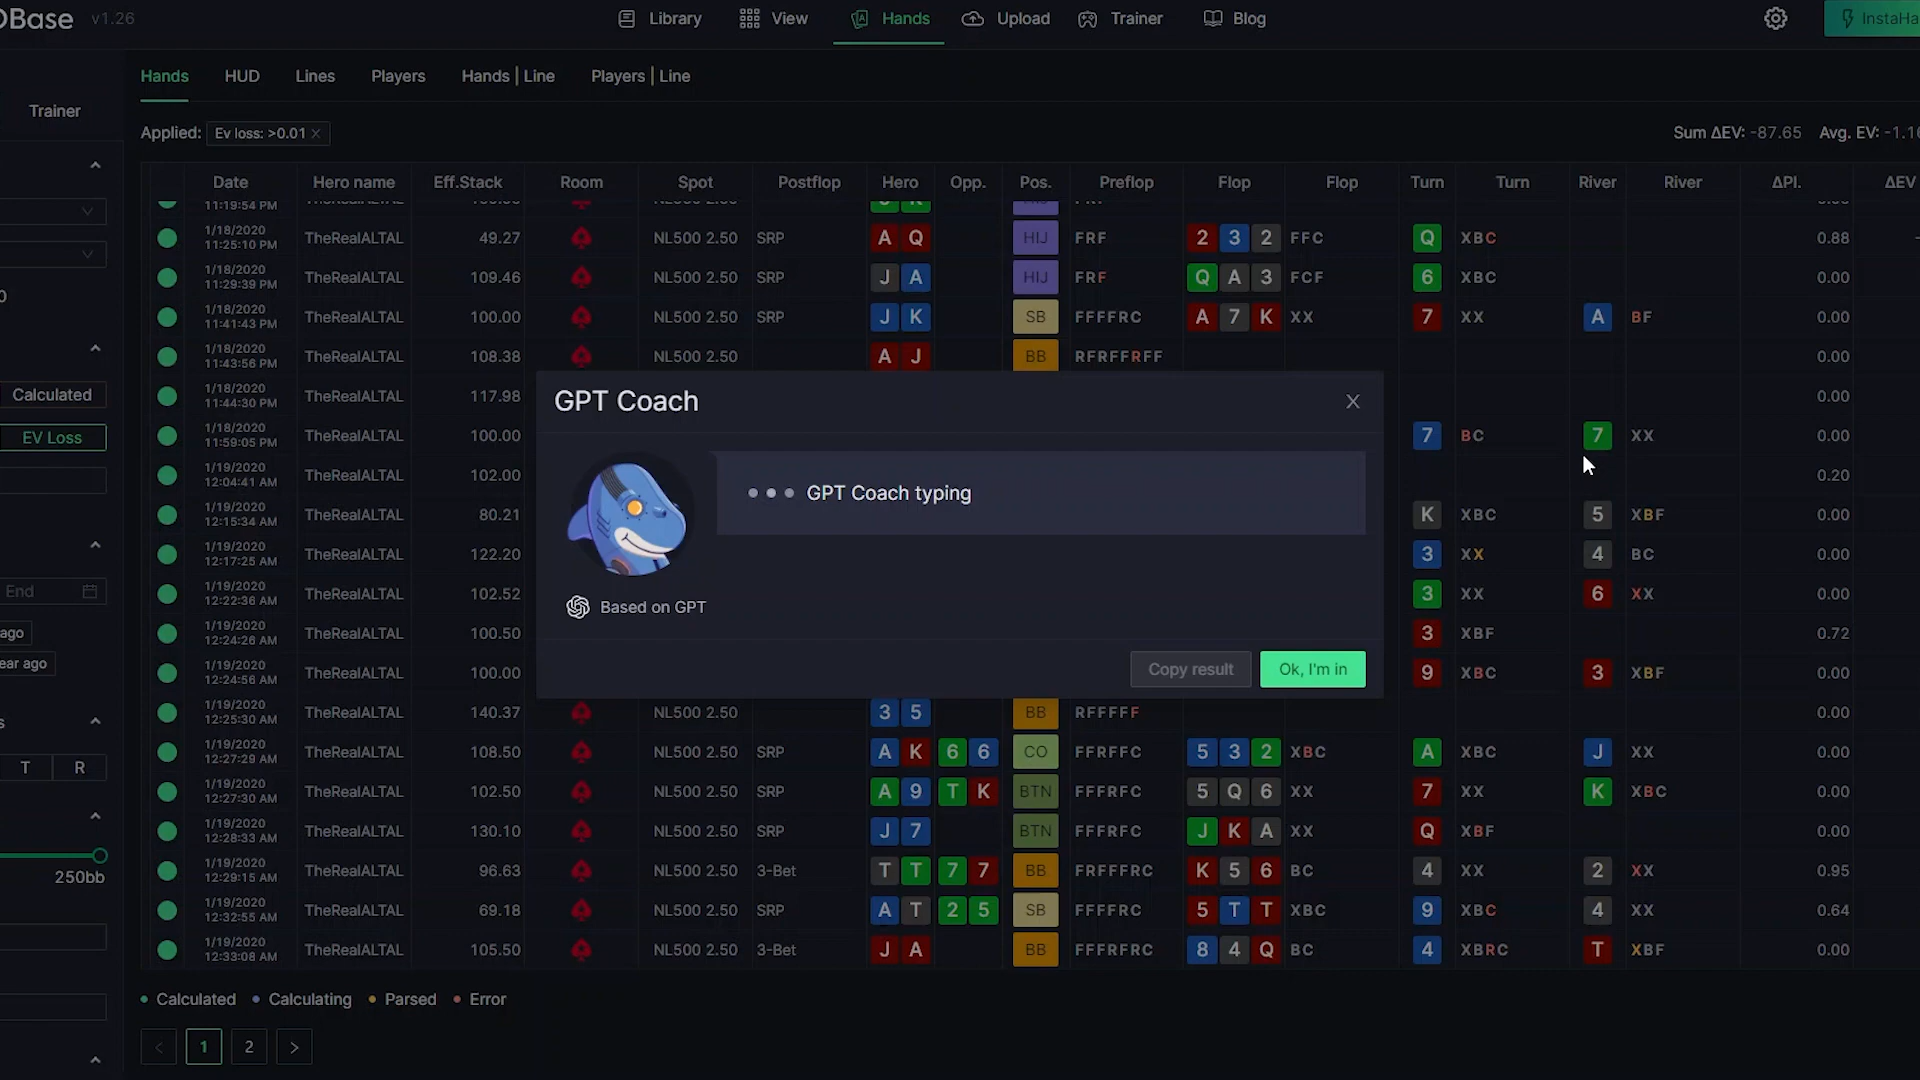 Base v1.26 Library View Hands Upload Trainer Blog InstaHa
Hands HUD Lines Players Hands | Line Players | Line
Trainer
Applied: Ev loss: >0.01 × Sum ΔEV: -87.65 Avg. EV: -1.16
Date Hero name Eff.Stack Room Spot Postflop Hero Opp. Pos. Preflop Flop Flop Turn Turn River River ΔPl. ΔEV
11:19:54 PM
1/18/2020 11:25:10 PM TheRealALTAL 49.27 NL500 2.50 SRP A Q HIJ FRF 2 3 2 FFC Q XBC 0.88
1/18/2020 11:29:39 PM TheRealALTAL 109.46 NL500 2.50 SRP J A HIJ FRF Q A 3 FCF 6 XBC 0.00
1/18/2020 11:41:43 PM TheRealALTAL 100.00 NL500 2.50 SRP J K SB FFFFRC A 7 K XX 7 XX A BF 0.00
1/18/2020 11:43:56 PM TheRealALTAL 108.38 NL500 2.50 A J BB RFRFFRFF 0.00
Calculated 1/18/2020 11:44:30 PM TheRealALTAL 117.98 0.00
EV Loss 1/18/2020 11:59:05 PM TheRealALTAL 100.00 7 BC 7 XX 0.00
1/19/2020 12:04:41 AM TheRealALTAL 102.00 0.20
1/19/2020 12:15:34 AM TheRealALTAL 80.21 K XBC 5 XBF 0.00
1/19/2020 12:17:25 AM TheRealALTAL 122.20 3 XX 4 BC 0.00
End 1/19/2020 12:22:36 AM TheRealALTAL 102.52 3 XX 6 XX 0.00
ago 1/19/2020 12:24:26 AM TheRealALTAL 100.50 3 XBF 0.72
ear ago 1/19/2020 12:24:56 AM TheRealALTAL 100.00 9 XBC 3 XBF 0.00
GPT Coach X
GPT Coach typing
Based on GPT
Copy result Ok, I'm in
1/19/2020 12:25:30 AM TheRealALTAL 140.37 NL500 2.50 3 5 BB RFFFFF 0.00
T R 1/19/2020 12:27:29 AM TheRealALTAL 108.50 NL500 2.50 SRP A K 6 6 CO FFRFFC 5 3 2 XBC A XBC J XX 0.00
1/19/2020 12:27:30 AM TheRealALTAL 102.50 NL500 2.50 SRP A 9 T K BTN FFFRFC 5 Q 6 XX 7 XX K XBC 0.00
1/19/2020 12:28:33 AM TheRealALTAL 130.10 NL500 2.50 SRP J 7 BTN FFFRFC J K A XX Q XBF 0.00
250bb 1/19/2020 12:29:15 AM TheRealALTAL 96.63 NL500 2.50 3-Bet T T 7 7 BB FRFFFRC K 5 6 BC 4 XX 2 XX 0.95
1/19/2020 12:32:55 AM TheRealALTAL 69.18 NL500 2.50 SRP A T 2 5 SB FFFFRC 5 T T XBC 9 XBC 4 XX 0.64
1/19/2020 12:33:08 AM TheRealALTAL 105.50 NL500 2.50 3-Bet J A BB FFFRFRC 8 4 Q BC 4 XBRC T XBF 0.00
Calculated Calculating Parsed Error
< 1 2 >